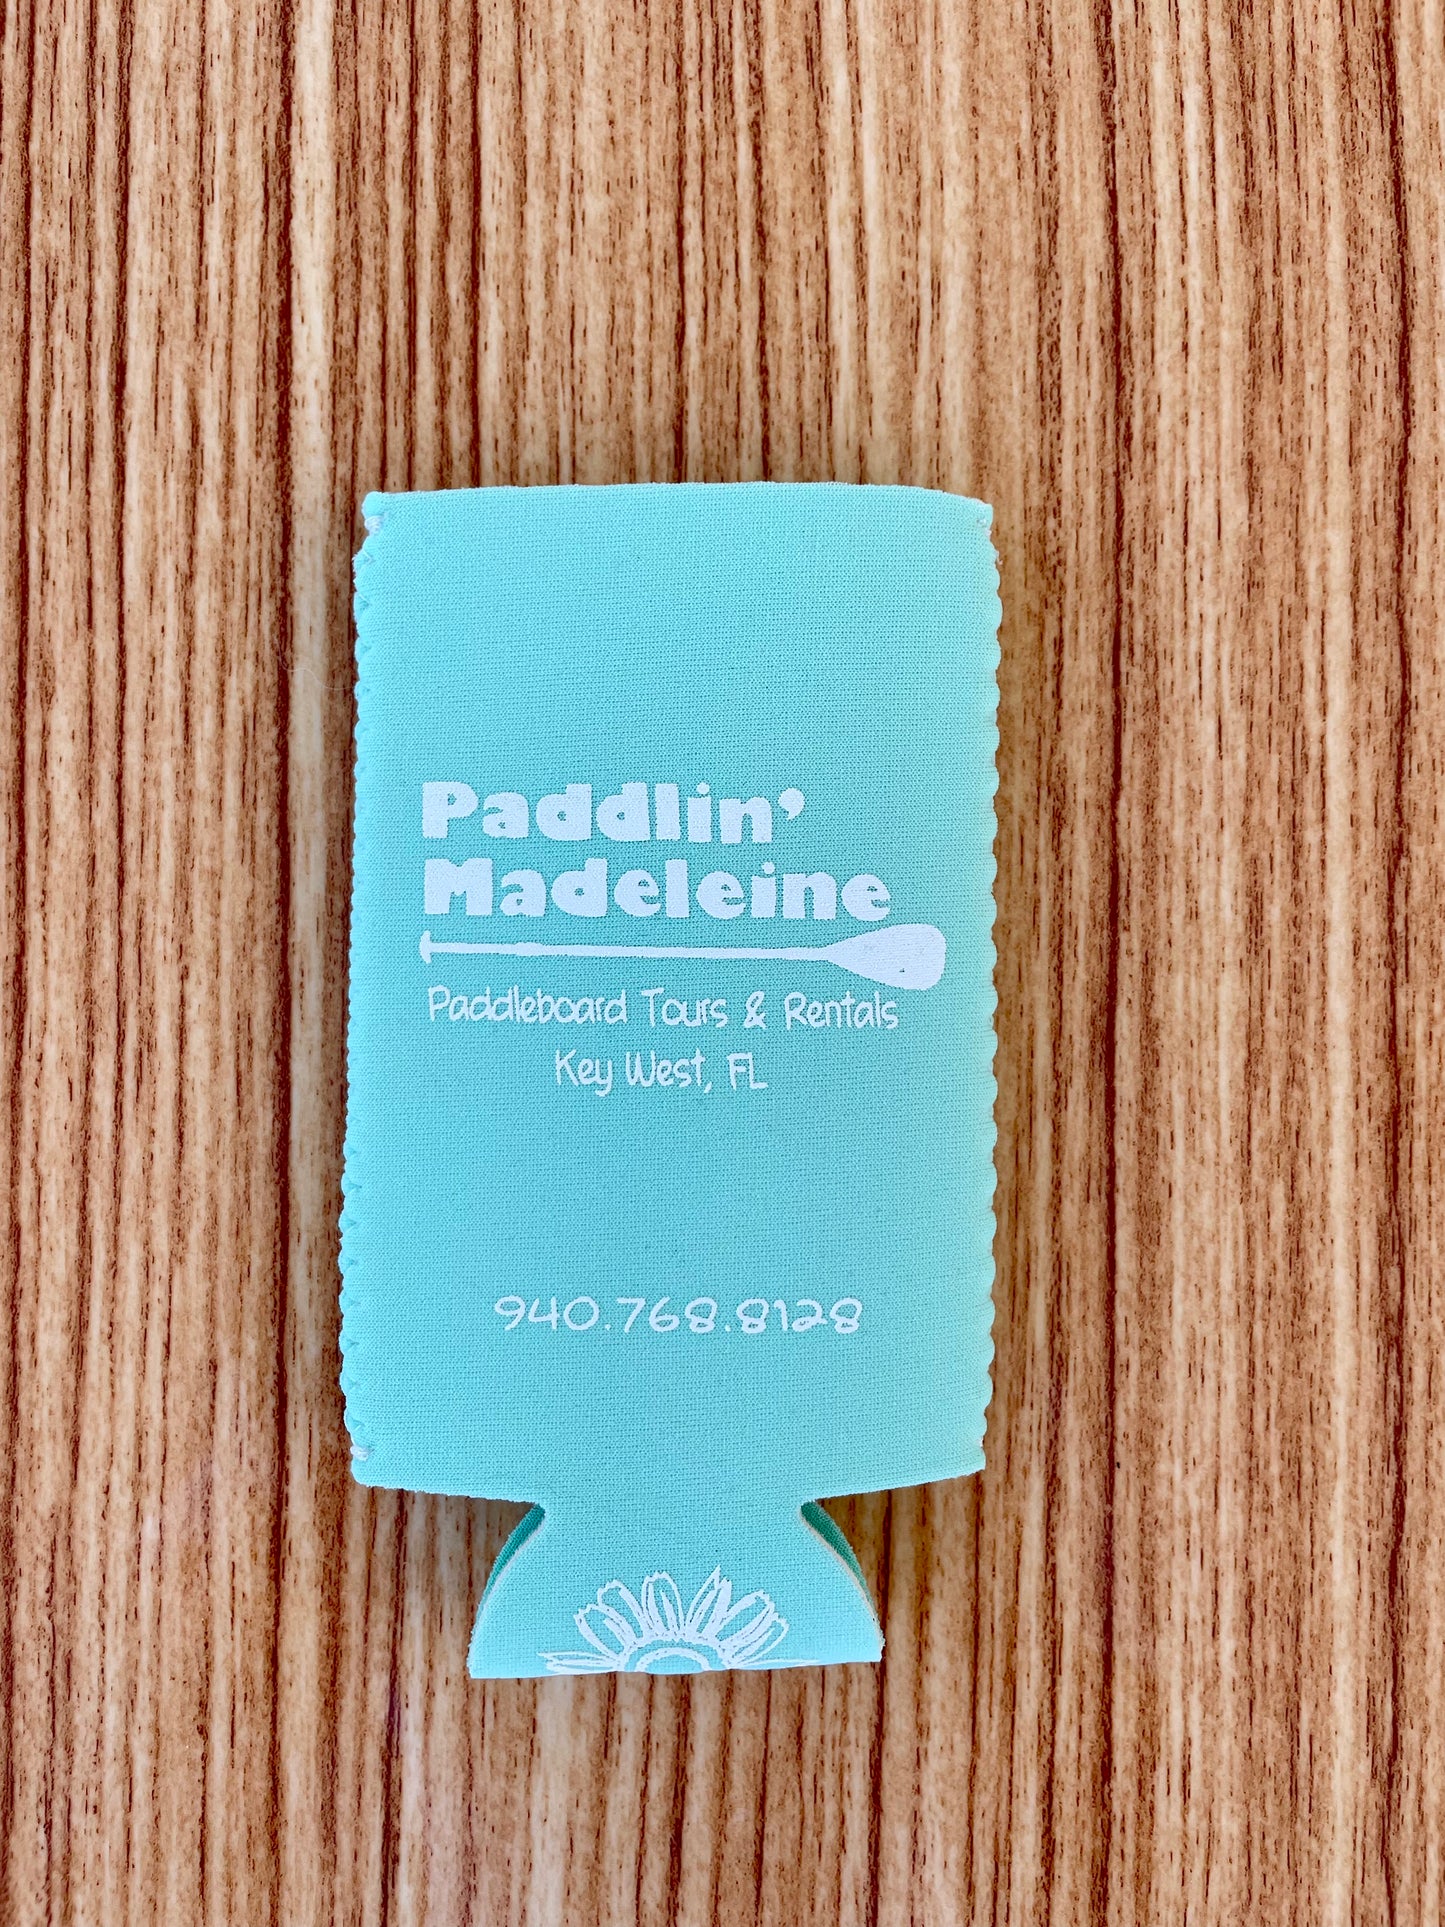 Paddlin'
Madeleine
Paddleboard Tours & Rentals
Key West, FL
940.768.8128